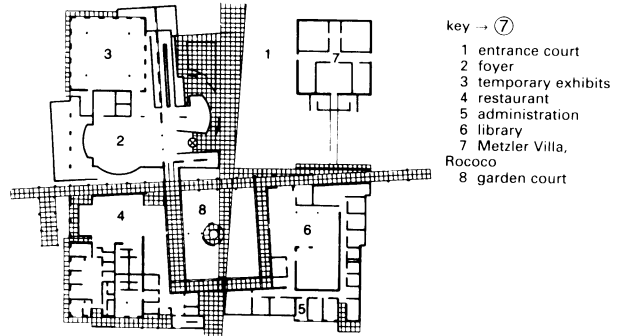 3
1
7
2
4
8
6
5
key → ⑦
1 entrance court
2 foyer
3 temporary exhibits
4 restaurant
5 administration
6 library
7 Metzler Villa,
Rococo
8 garden court